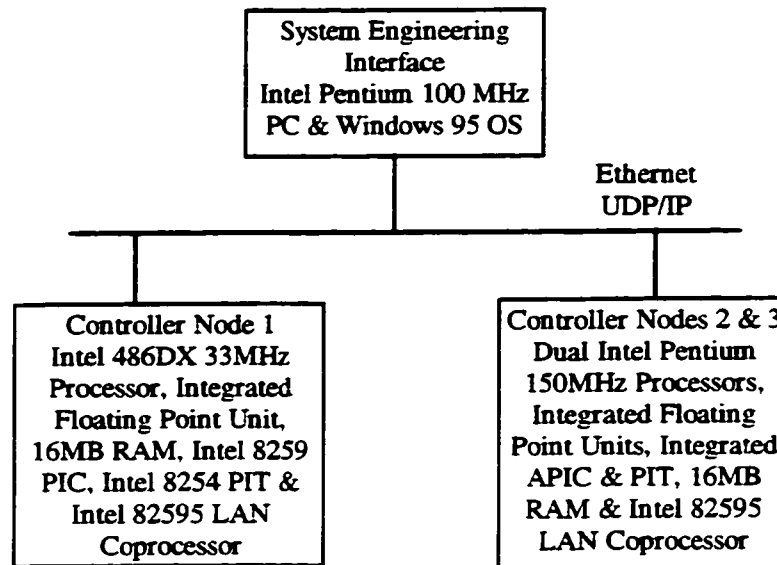 System Engineering
Interface
Intel Pentium 100 MHz
PC & Windows 95 OS
Ethernet
UDP/IP
Controller Node 1
Intel 486DX 33MHz
Processor, Integrated
Floating Point Unit,
16MB RAM, Intel 8259
PIC, Intel 8254 PIT &
Intel 82595 LAN
Coprocessor
Controller Nodes 2 & 3
Dual Intel Pentium
150MHz Processors,
Integrated Floating
Point Units, Integrated
APIC & PIT, 16MB
RAM & Intel 82595
LAN Coprocessor